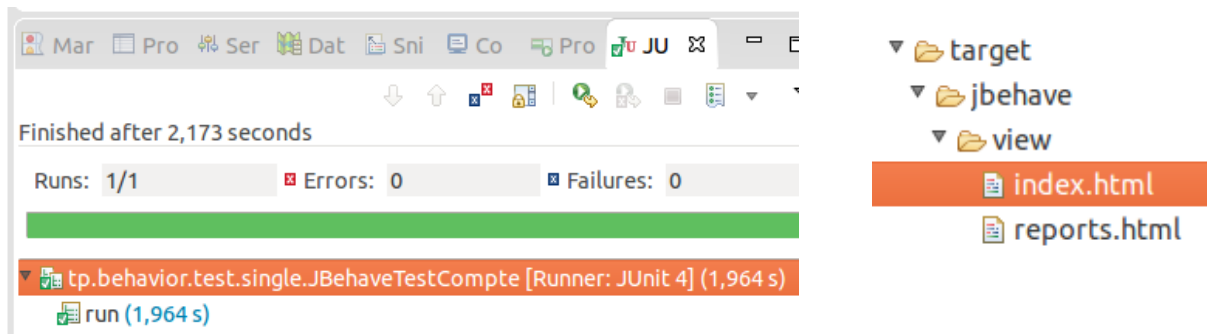 Mar Pro Ser Dat Sni Co Pro JU
Finished after 2,173 seconds
Runs: 1/1 Errors: 0 Failures: 0
tp.behavior.test.single.JBehaveTestCompte [Runner: JUnit 4] (1,964 s)
run (1,964 s)
target
jbehave
view
index.html
reports.html